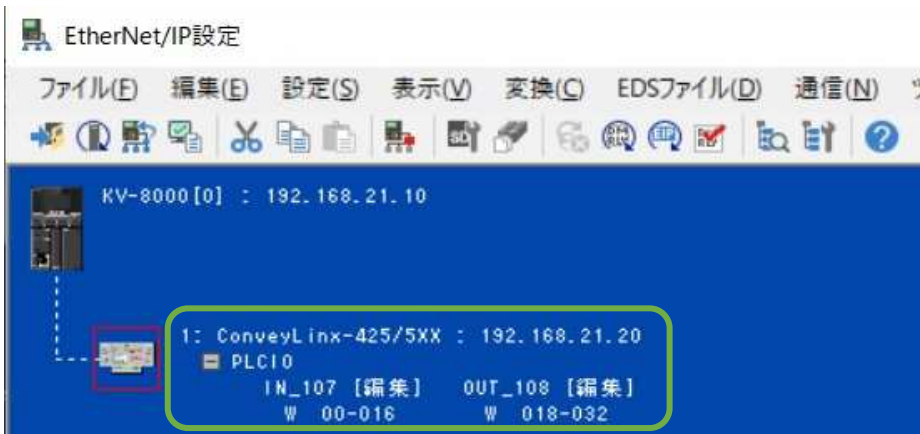 EtherNet/IP設定
ファイル(F) 編集(E) 設定(S) 表示(V) 変換(C) EDSファイル(D) 通信(N)
KV-8000[0] : 192.168.21.10
1: ConveyLinx-425/5XX : 192.168.21.20
PLCIO
IN_107 [編集] OUT_108 [編集]
W 00-016 W 018-032